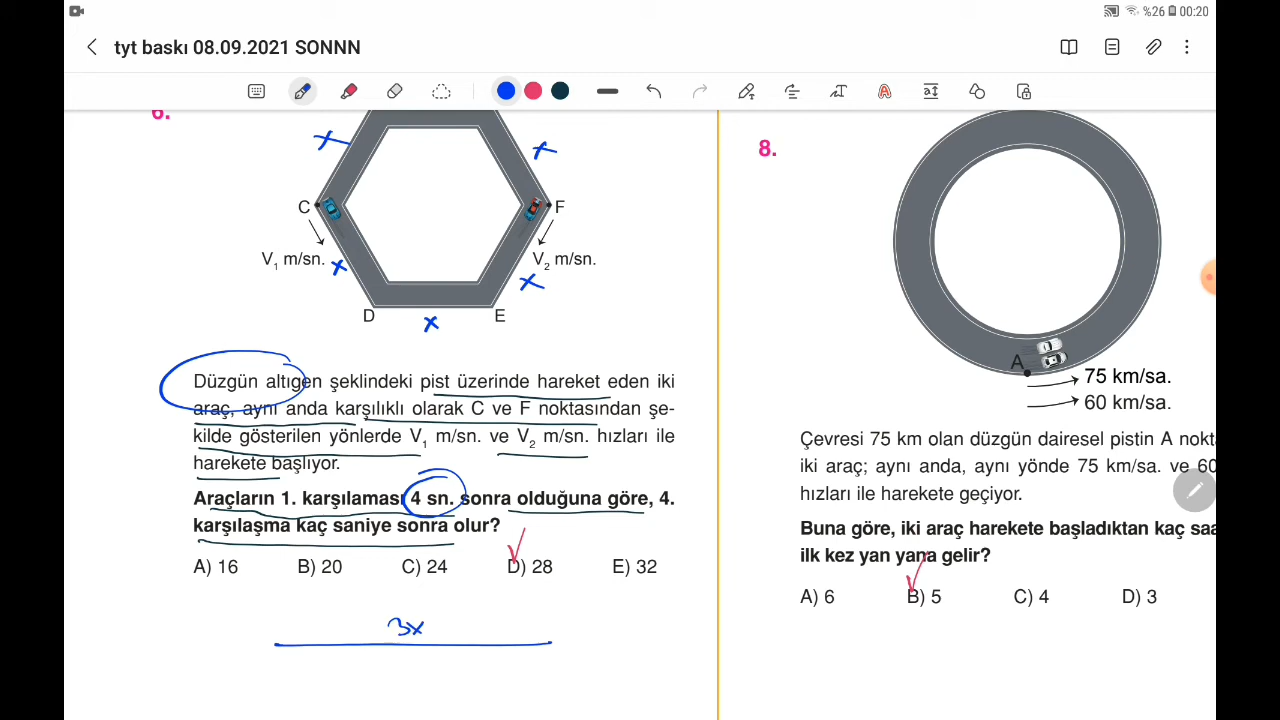 %26 00:20
tyt baskı 08.09.2021 SONNN
6.
x
x
C
F
V1 m/sn.
V2 m/sn.
x
x
D
E
x
Düzgün altıgen şeklindeki pist üzerinde hareket eden iki
araç, aynı anda karşılıklı olarak C ve F noktasından şe-
kilde gösterilen yönlerde V1 m/sn. ve V2 m/sn. hızları ile
harekete başlıyor.
Araçların 1. karşılaması 4 sn. sonra olduğuna göre, 4.
karşılaşma kaç saniye sonra olur?
A) 16 B) 20 C) 24 D) 28 E) 32
3x
8.
A
75 km/sa.
60 km/sa.
Çevresi 75 km olan düzgün dairesel pistin A nokt
iki araç; aynı anda, aynı yönde 75 km/sa. ve 60
hızları ile harekete geçiyor.
Buna göre, iki araç harekete başladıktan kaç saa
ilk kez yan yana gelir?
A) 6 B) 5 C) 4 D) 3